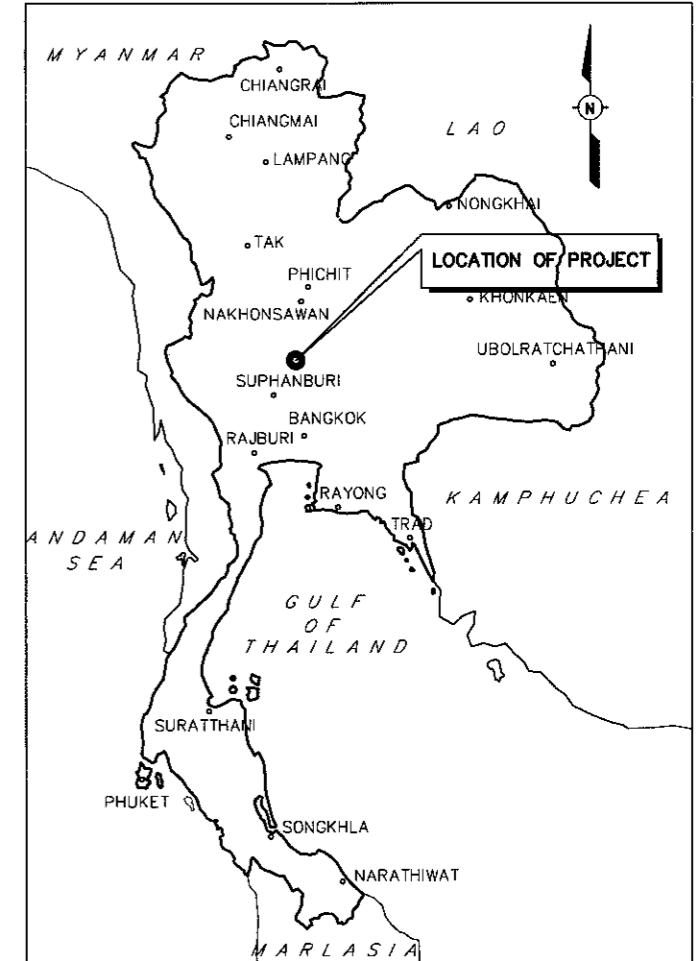 MYANMAR
CHIANGRAI
N
CHIANGMAI
LAO
LAMPANG
NONGKHAI
TAK
LOCATION OF PROJECT
PHICHIT
KHONKAEN
NAKHONSAWAN
UBOLRATCHATHANI
SUPHANBURI
BANGKOK
RAJBURI
RAYONG
KAMPHUCHEA
TRAD
ANDAMAN
SEA
GULF
OF
THAILAND
SURATTHANI
PHUKET
SONGKHLA
NARATHIWAT
MARLASIA